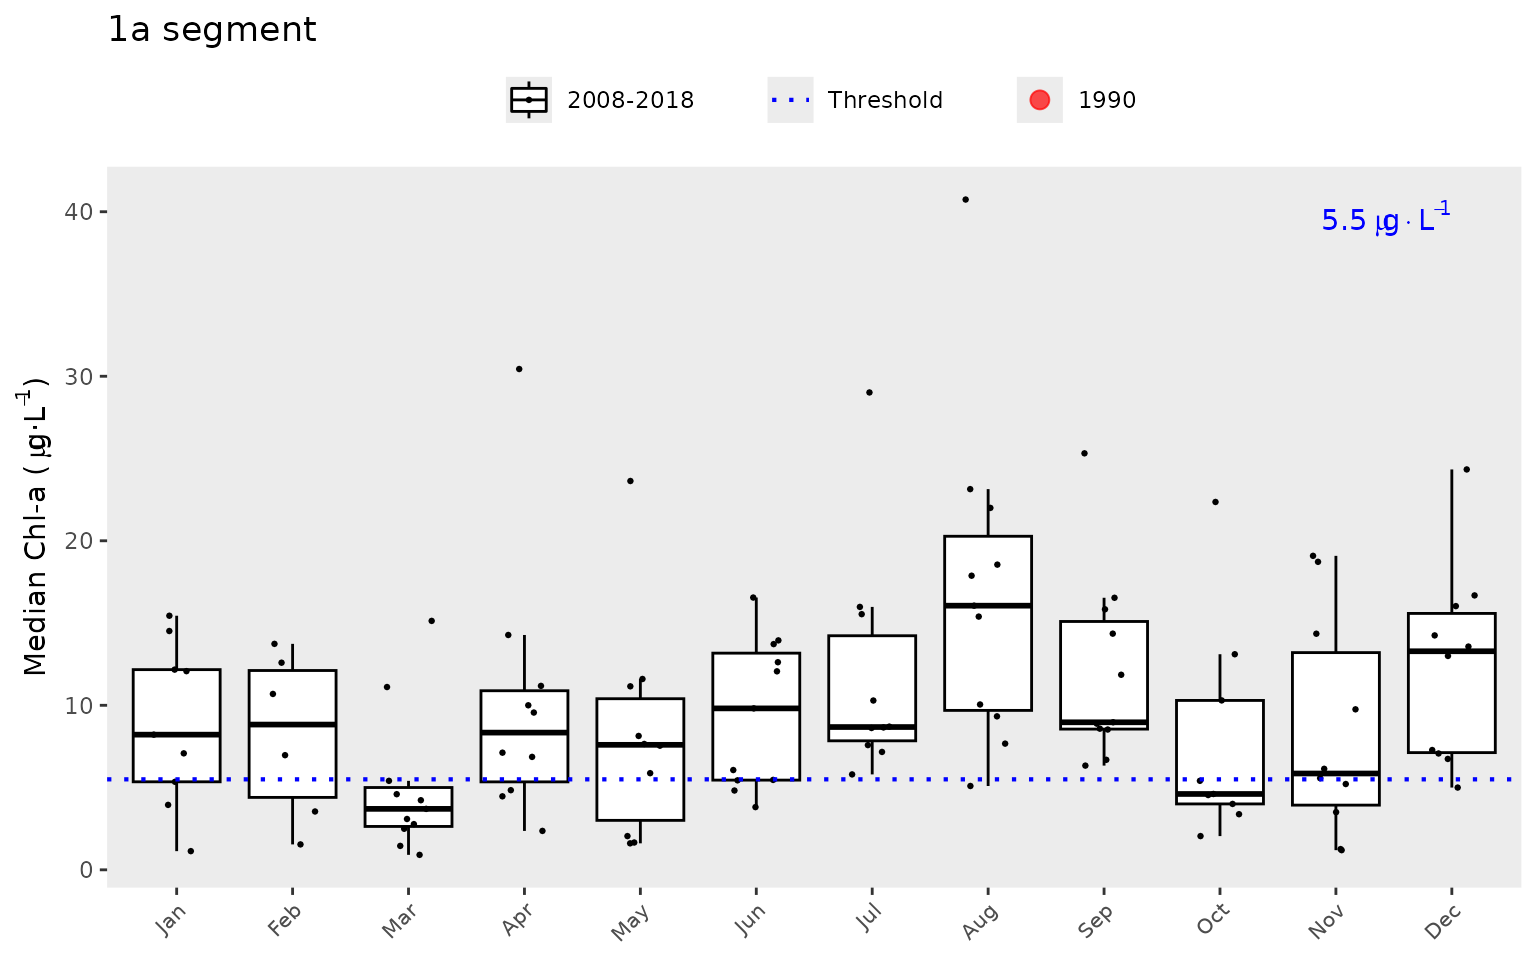 1a segment
2008-2018
Threshold
1990
5.5 μg · L⁻¹
Median Chl-a ( μg·L⁻¹)
40
30
20
10
0
Jan
Feb
Mar
Apr
May
Jun
Jul
Aug
Sep
Oct
Nov
Dec